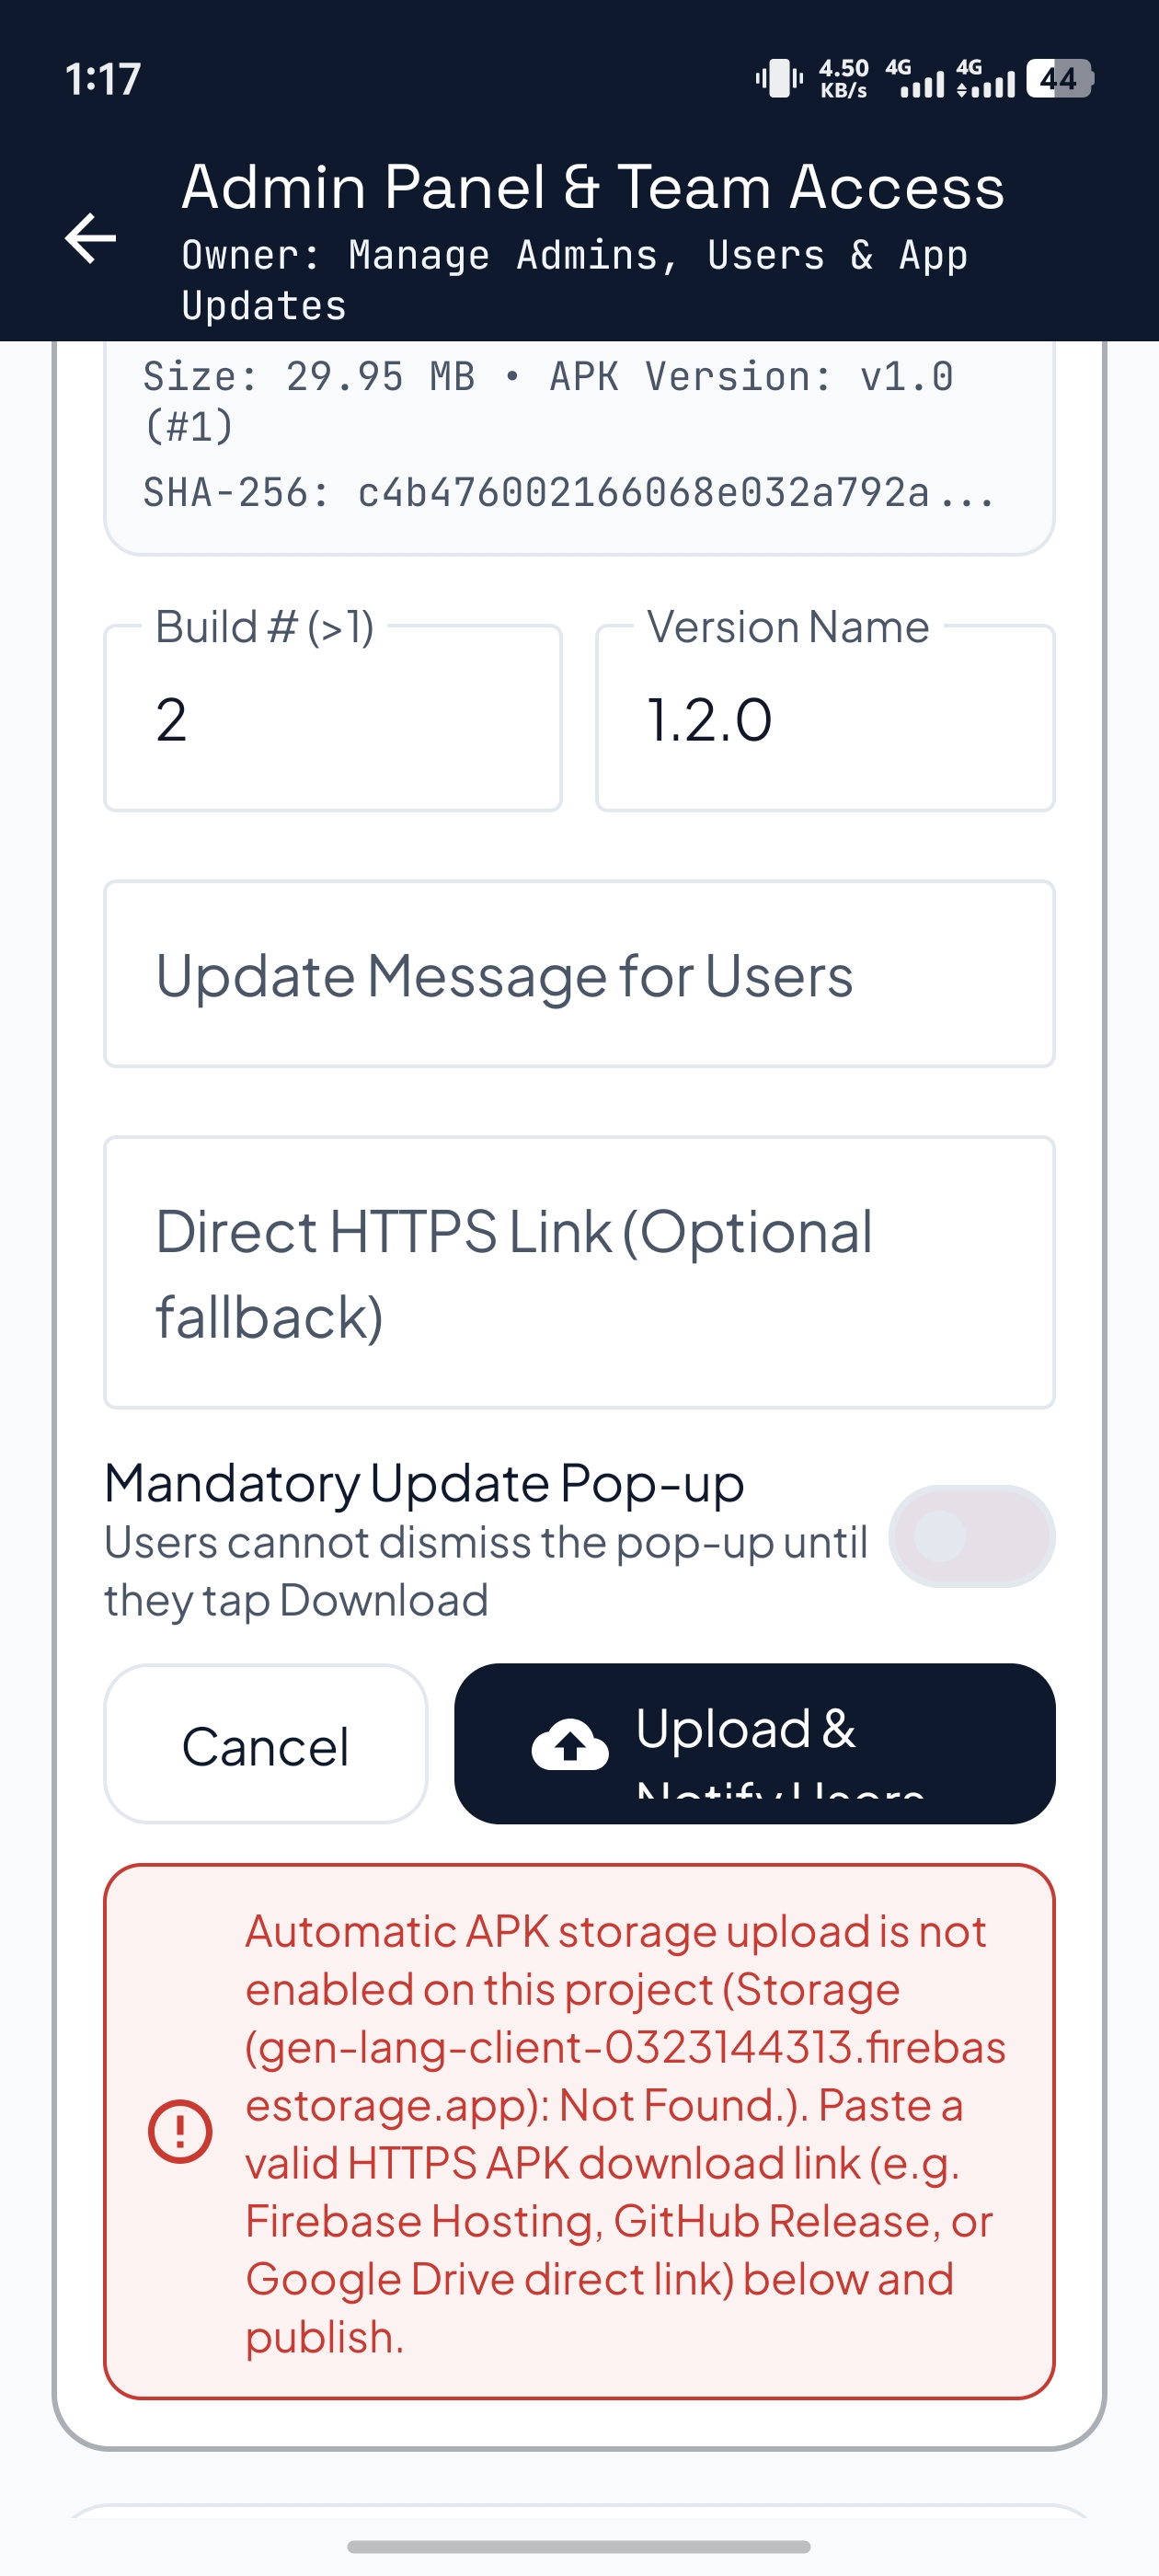 1:17
4.50
KB/s
4G
4G
44
Admin Panel & Team Access
Owner: Manage Admins, Users & App
Updates
Size: 29.95 MB • APK Version: v1.0
(#1)
SHA-256: c4b476002166068e032a792a...
Build # (>1)
2
Version Name
1.2.0
Update Message for Users
Direct HTTPS Link (Optional
fallback)
Mandatory Update Pop-up
Users cannot dismiss the pop-up until
they tap Download
Cancel
Upload &
Notify Users
Automatic APK storage upload is not
enabled on this project (Storage
(gen-lang-client-0323144313.firebas
estorage.app): Not Found.). Paste a
valid HTTPS APK download link (e.g.
Firebase Hosting, GitHub Release, or
Google Drive direct link) below and
publish.